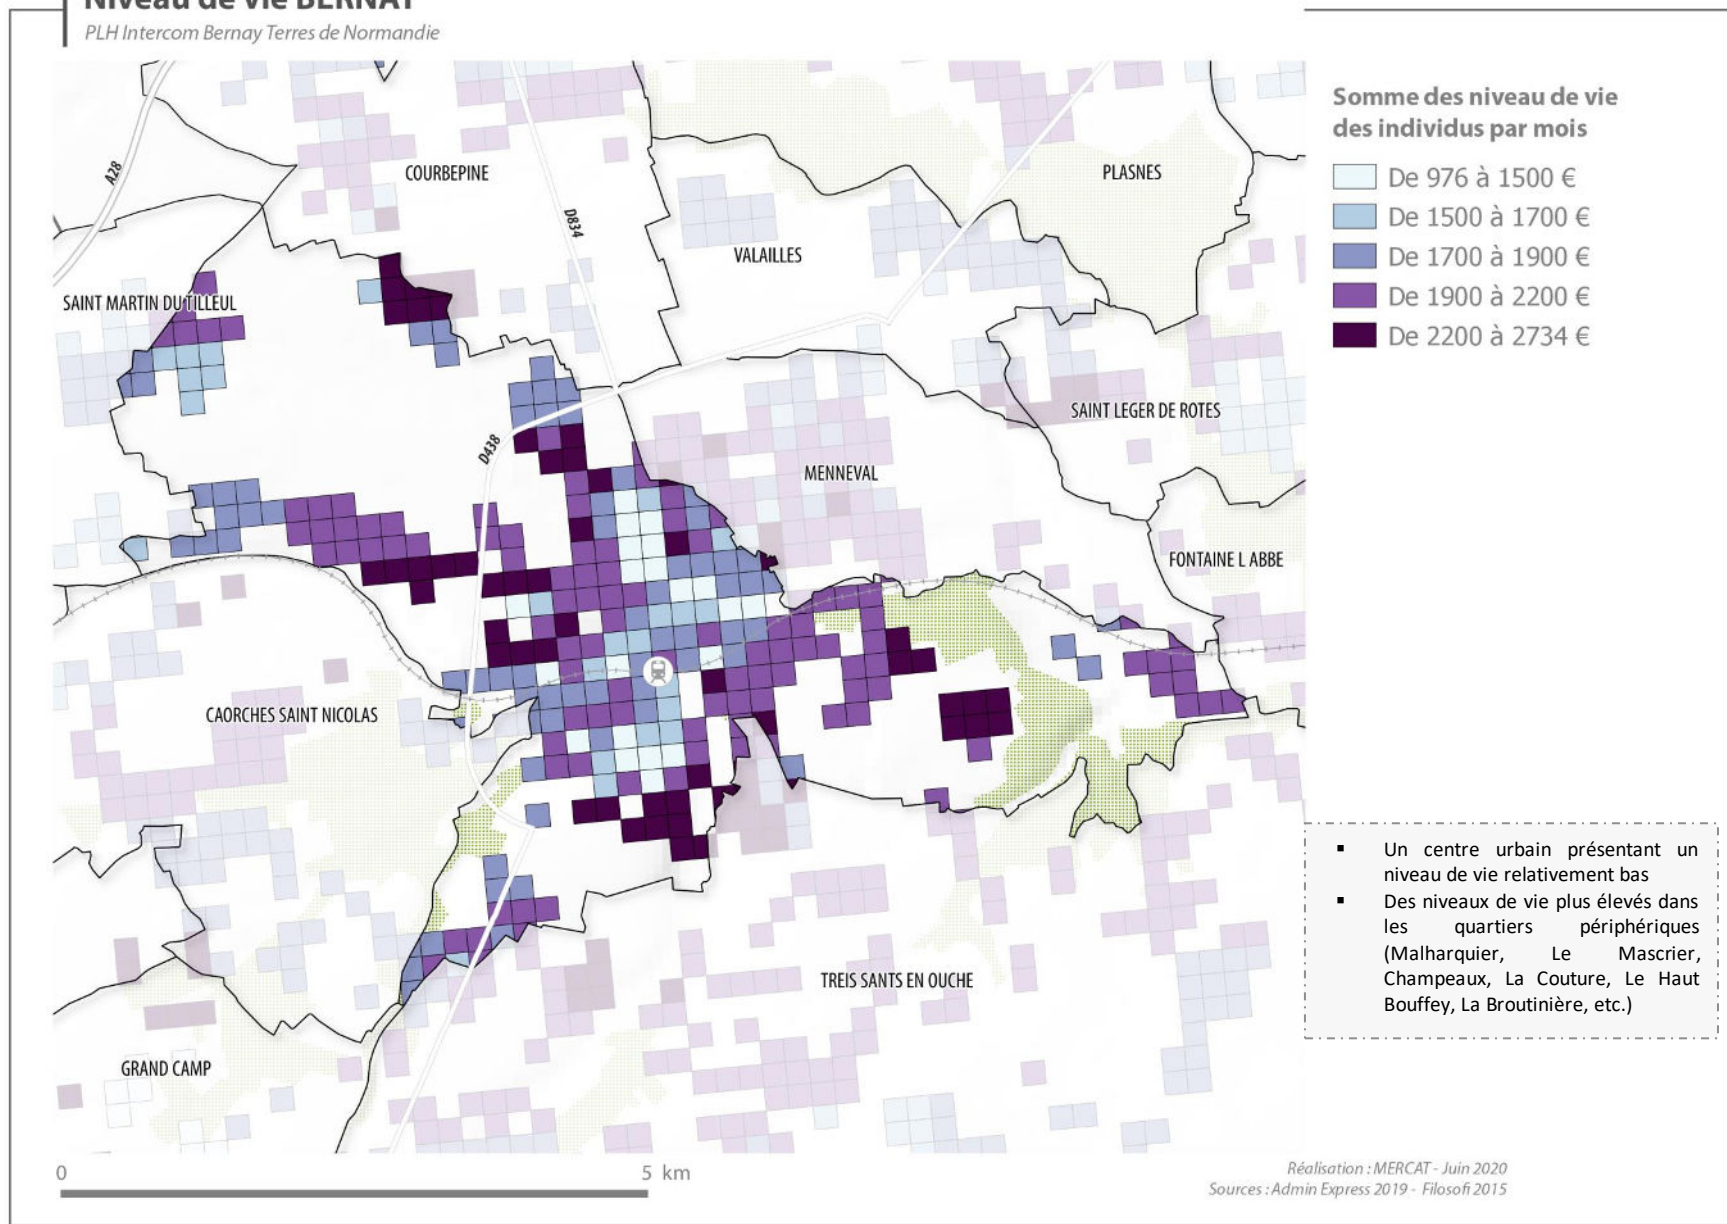 Niveau de vie BERNAY
PLH Intercom Bernay Terres de Normandie
A28
COURBEPINE
D834
PLASNES
VALAILLES
SAINT MARTIN DU TILLEUL
SAINT LEGER DE ROTES
D438
MENNEVAL
FONTAINE L ABBE
CAORCHES SAINT NICOLAS
TREIS SANTS EN OUCHE
GRAND CAMP
Somme des niveau de vie
des individus par mois
De 976 à 1500 €
De 1500 à 1700 €
De 1700 à 1900 €
De 1900 à 2200 €
De 2200 à 2734 €
▪ Un centre urbain présentant un
niveau de vie relativement bas
▪ Des niveaux de vie plus élevés dans
les quartiers périphériques
(Malharquier, Le Mascrier,
Champeaux, La Couture, Le Haut
Bouffey, La Broutinière, etc.)
0 5 km
Réalisation : MERCAT - Juin 2020
Sources : Admin Express 2019 - Filosofi 2015